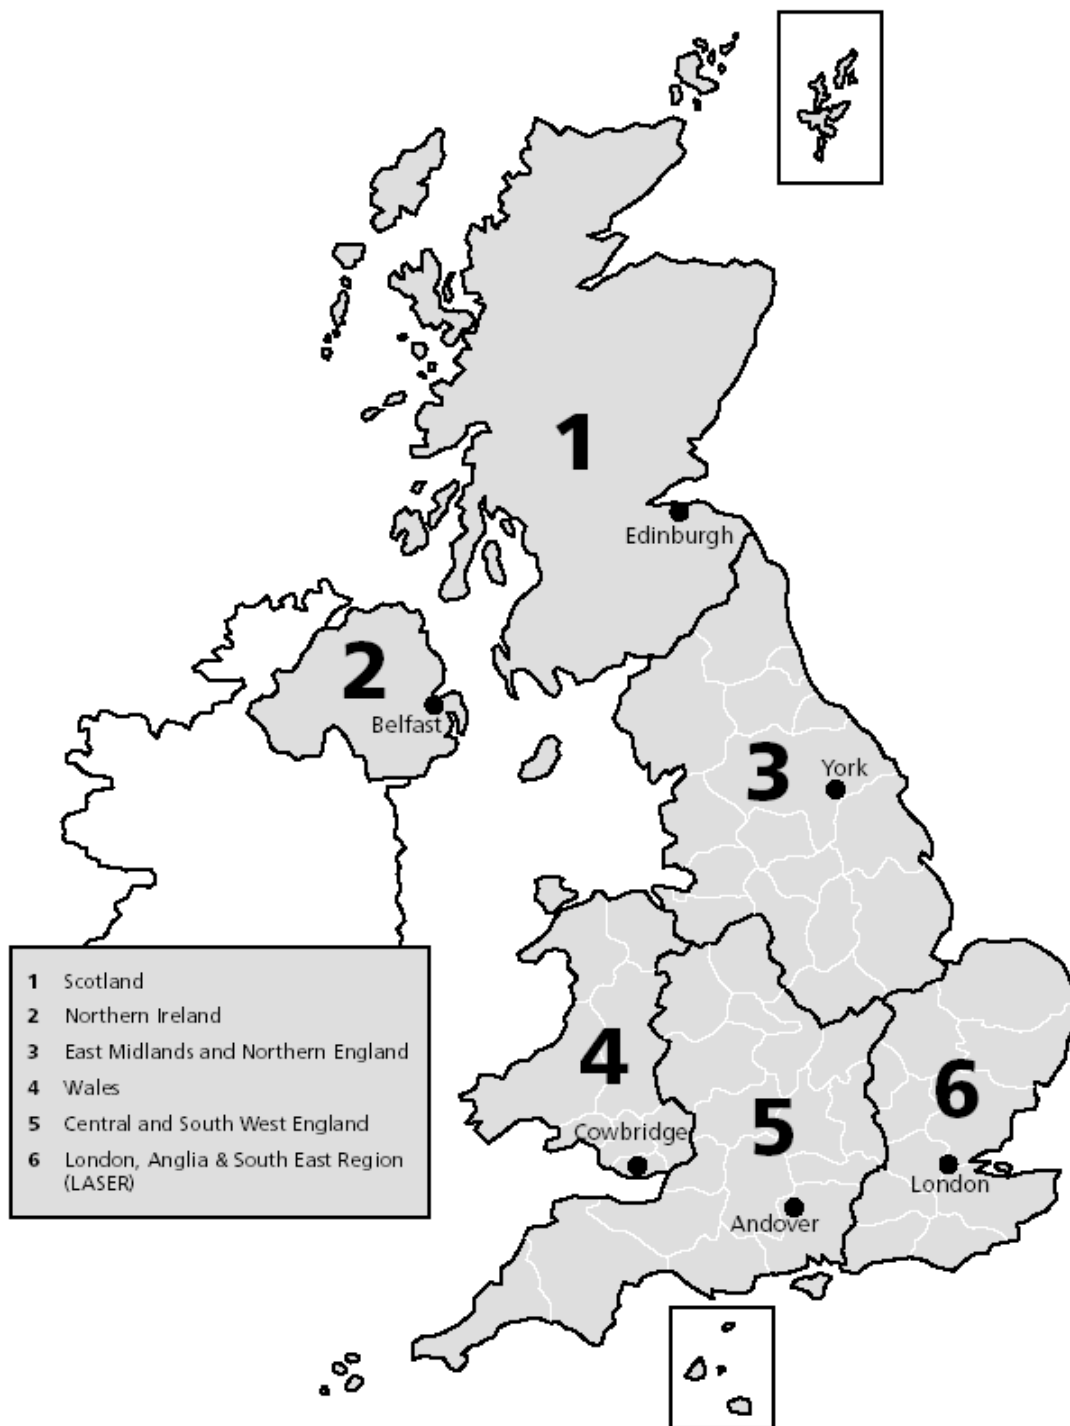 1
Edinburgh
2
Belfast
3
York
4
Cowbridge
5
Andover
6
London
1 Scotland
2 Northern Ireland
3 East Midlands and Northern England
4 Wales
5 Central and South West England
6 London, Anglia & South East Region
(LASER)